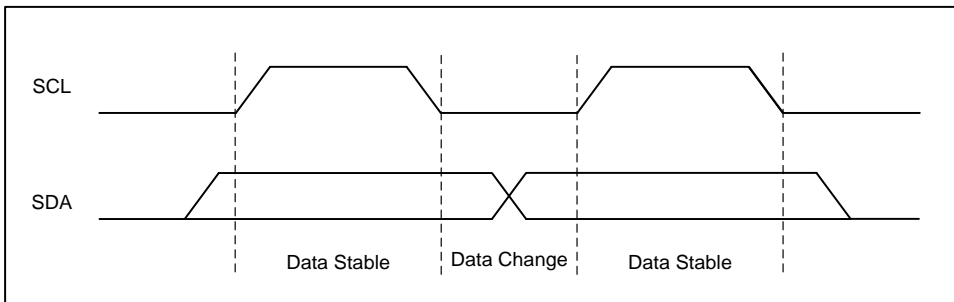 SCL
SDA
Data Stable
Data Change
Data Stable